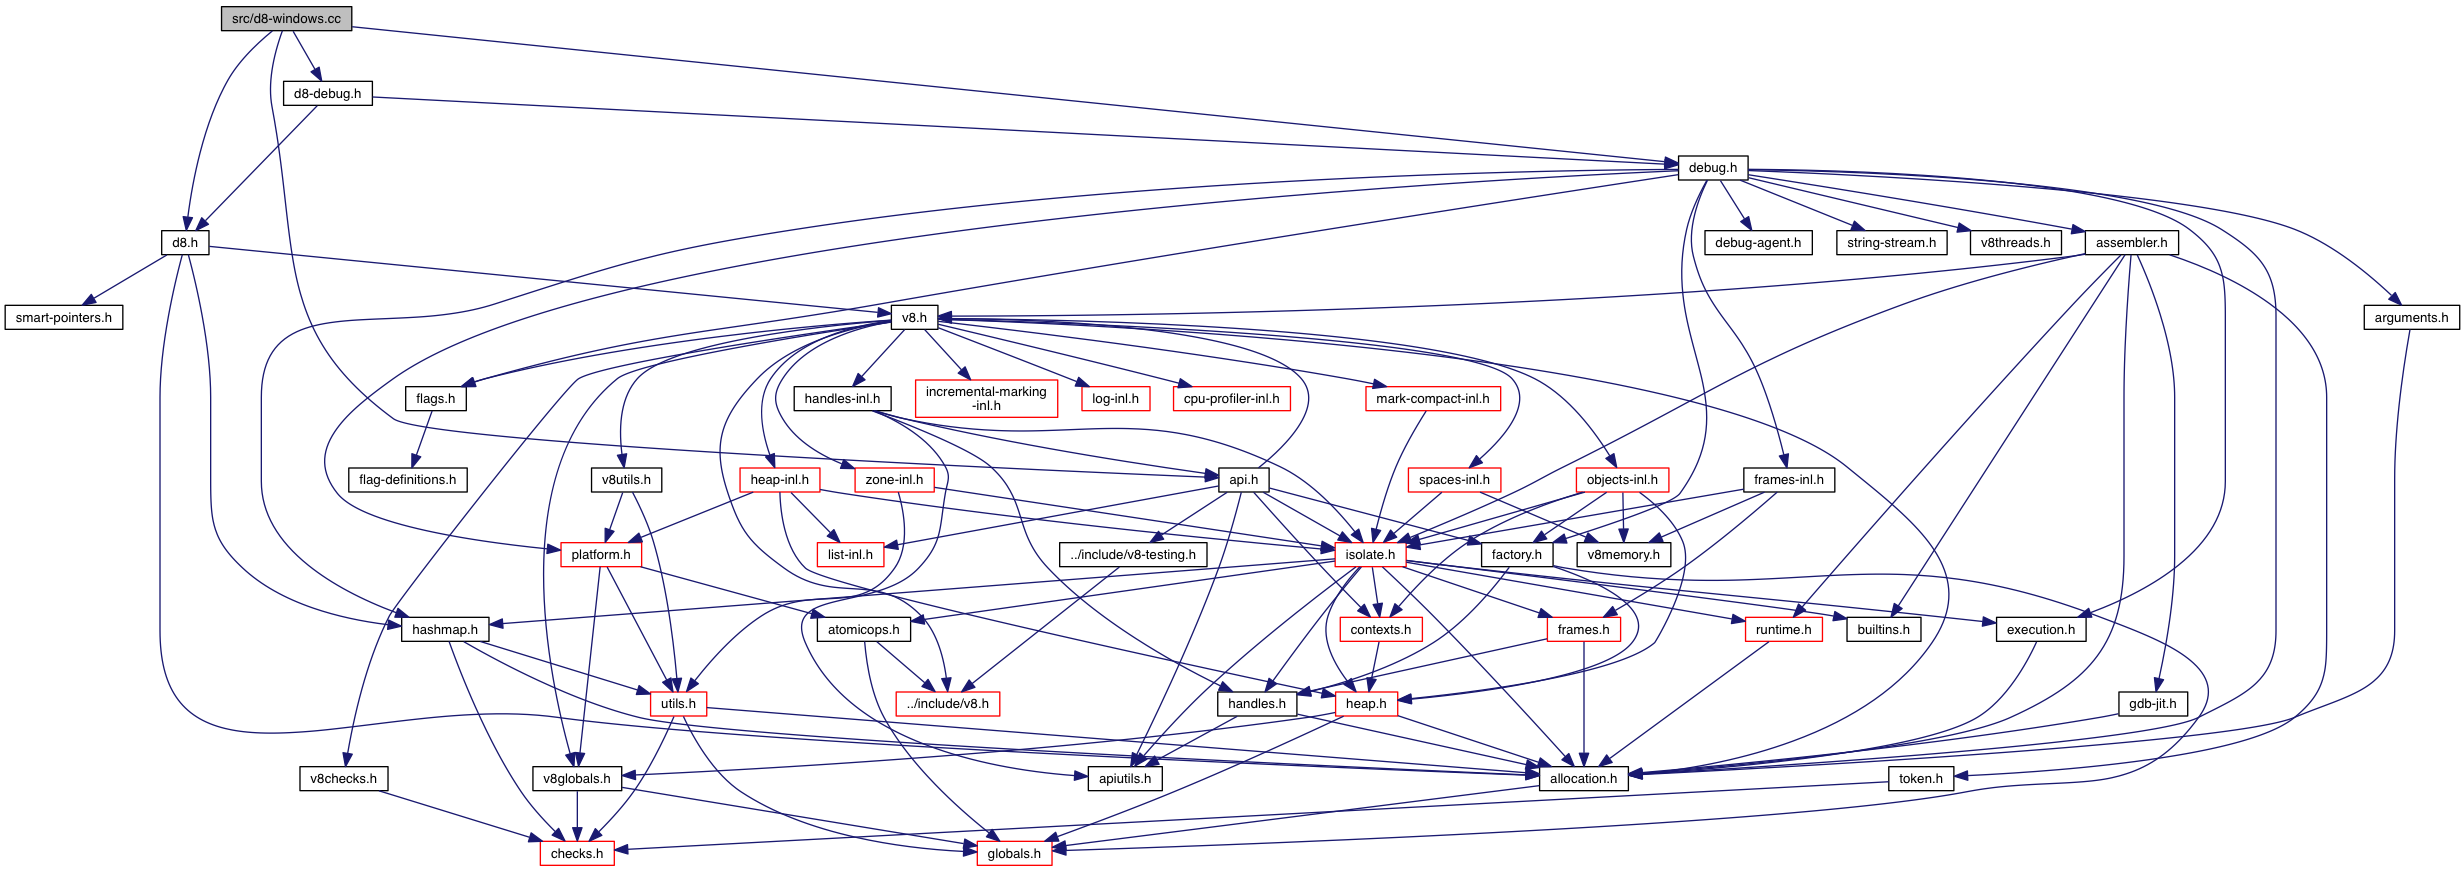 src/d8-windows.cc
d8-debug.h
debug.h
d8.h
debug-agent.h
string-stream.h
v8threads.h
assembler.h
smart-pointers.h
v8.h
arguments.h
flags.h
handles-inl.h
incremental-marking
-inl.h
log-inl.h
cpu-profiler-inl.h
mark-compact-inl.h
flag-definitions.h
v8utils.h
heap-inl.h
zone-inl.h
api.h
spaces-inl.h
objects-inl.h
frames-inl.h
platform.h
list-inl.h
../include/v8-testing.h
isolate.h
factory.h
v8memory.h
hashmap.h
atomicops.h
contexts.h
frames.h
runtime.h
builtins.h
execution.h
utils.h
../include/v8.h
handles.h
heap.h
gdb-jit.h
v8checks.h
v8globals.h
apiutils.h
allocation.h
token.h
checks.h
globals.h